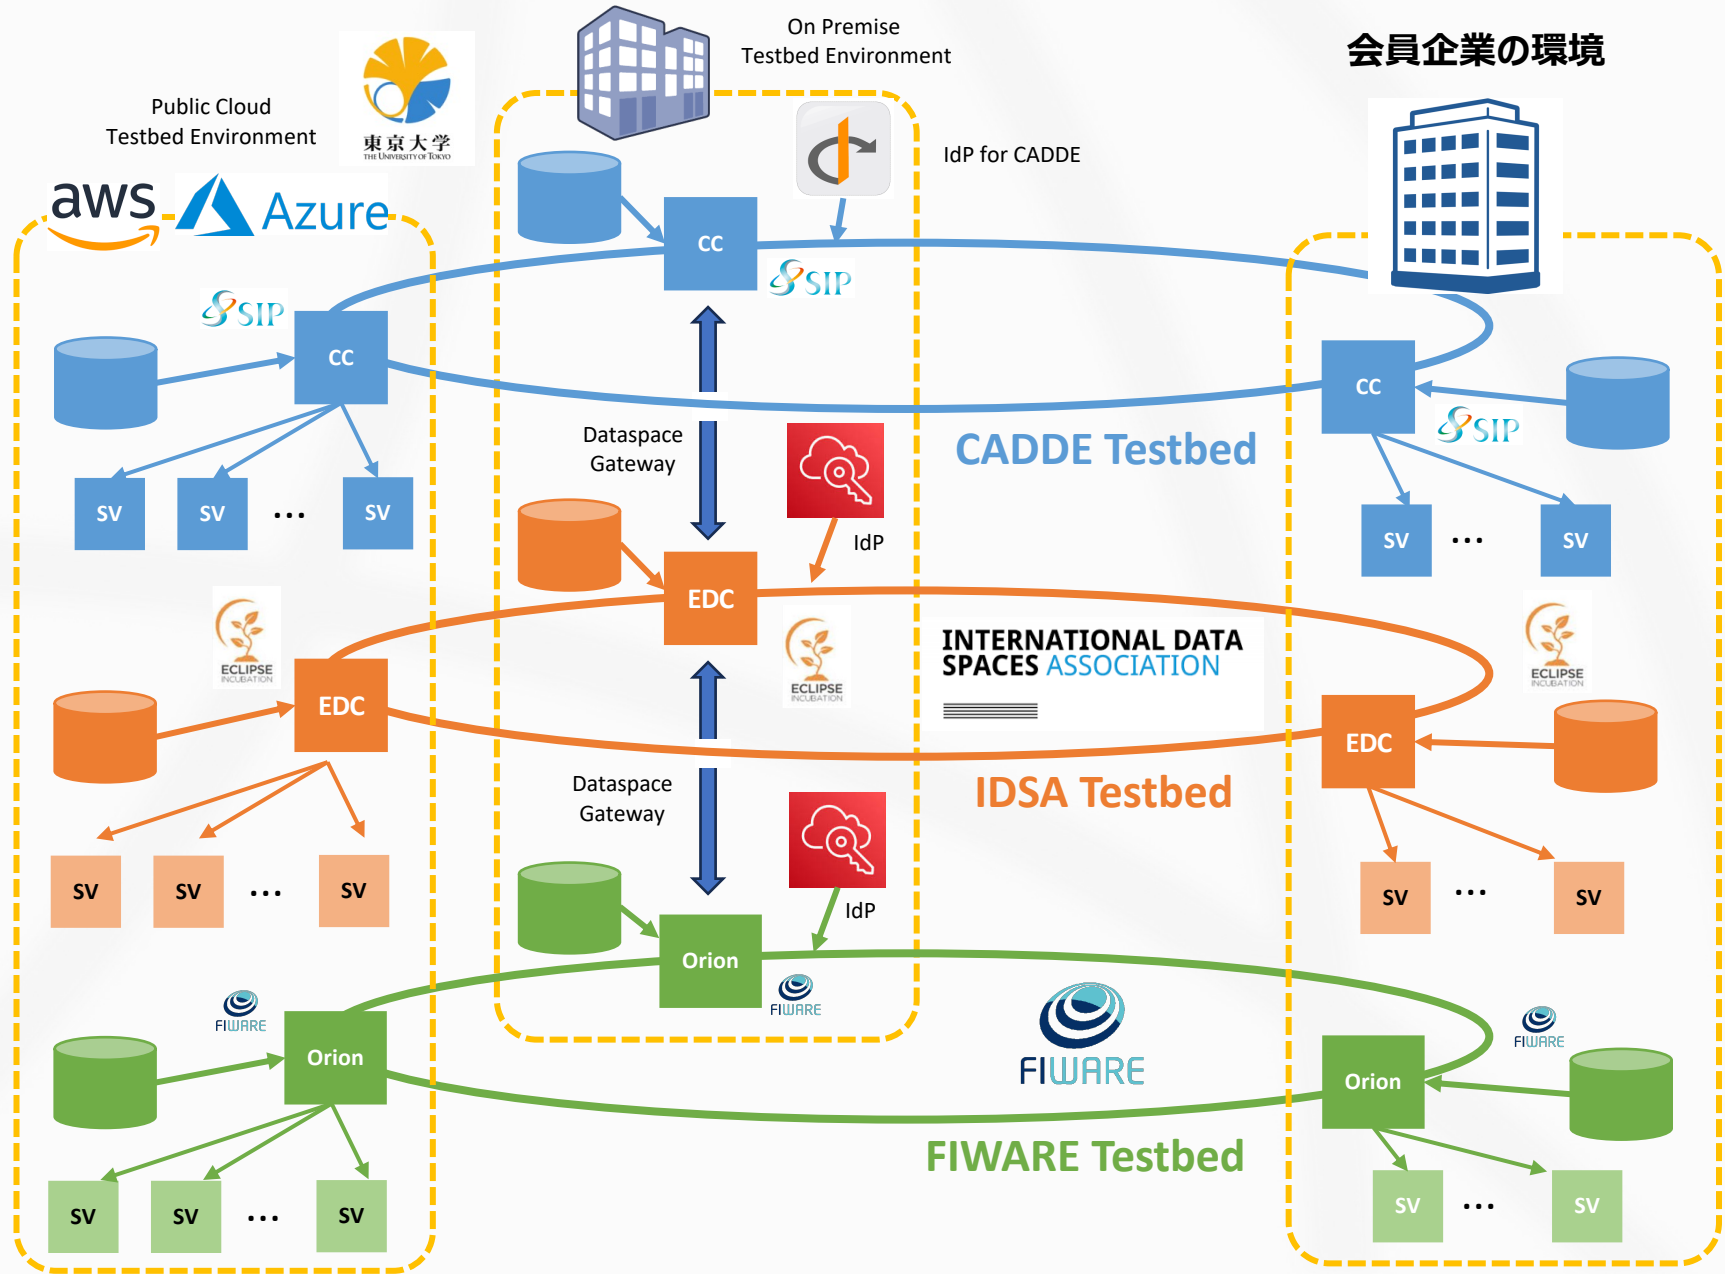 On Premise
Testbed Environment
会員企業の環境
Public Cloud
Testbed Environment
東京大学
THE UNIVERSITY OF TOKYO
IdP for CADDE
aws
Azure
CC
SIP
SIP
CC
CC
SIP
Dataspace
Gateway
CADDE Testbed
SV
SV
...
SV
IdP
SV
...
SV
EDC
ECLIPSE
INCUBATION
INTERNATIONAL DATA
SPACES ASSOCIATION
ECLIPSE
INCUBATION
ECLIPSE
INCUBATION
EDC
EDC
IDSA Testbed
Dataspace
Gateway
SV
SV
...
SV
IdP
SV
...
SV
Orion
FIWARE
FIWARE
FIWARE
FIWARE
Orion
Orion
FIWARE Testbed
SV
SV
...
SV
SV
...
SV